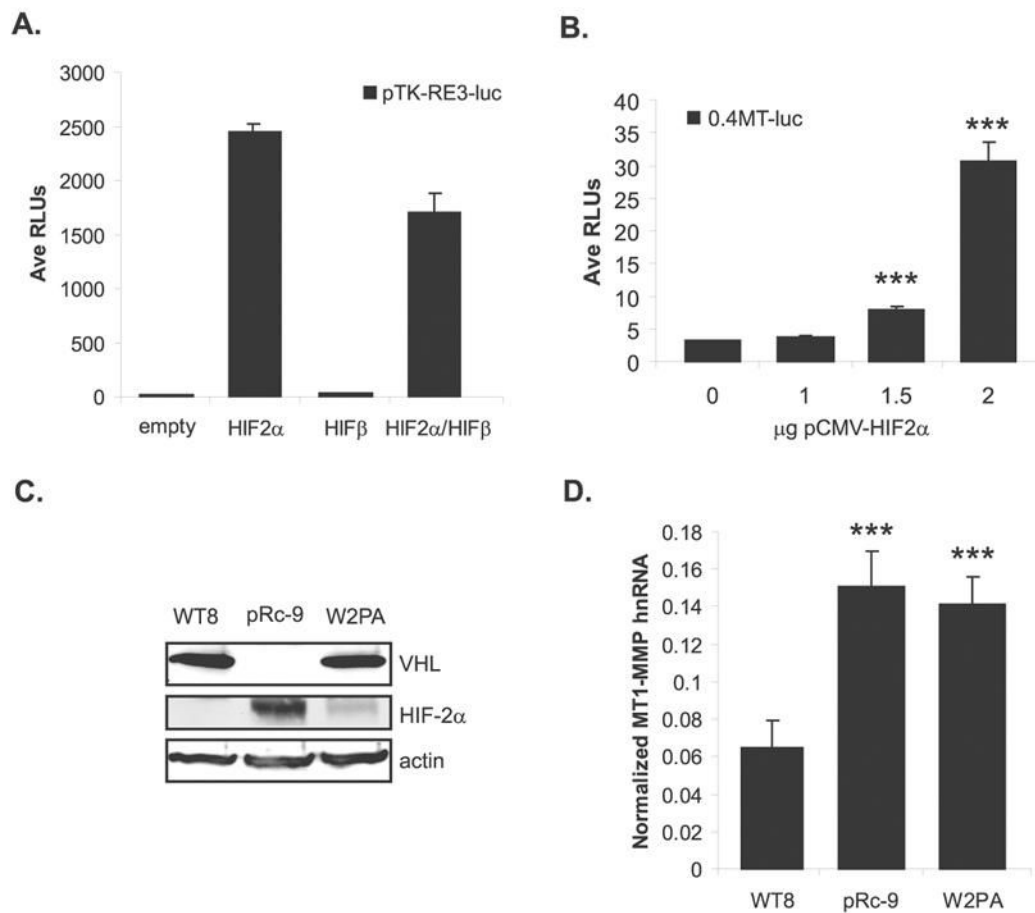 A.
3000
2500
2000
1500
1000
500
0
Ave RLUs
pTK-RE3-luc
empty HIF2α HIFβ HIF2α/HIFβ
B.
40
35
30
25
20
15
10
5
0
Ave RLUs
0.4MT-luc
***
***
0 1 1.5 2
μg pCMV-HIF2α
C.
WT8 pRc-9 W2PA
VHL
HIF-2α
actin
D.
0.18
0.16
0.14
0.12
0.1
0.08
0.06
0.04
0.02
0
Normalized MT1-MMP hnRNA
*** ***
WT8 pRc-9 W2PA